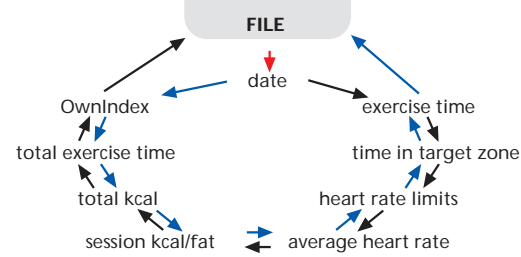 FILE
date
OwnIndex
exercise time
total exercise time
time in target zone
total kcal
heart rate limits
session kcal/fat
average heart rate